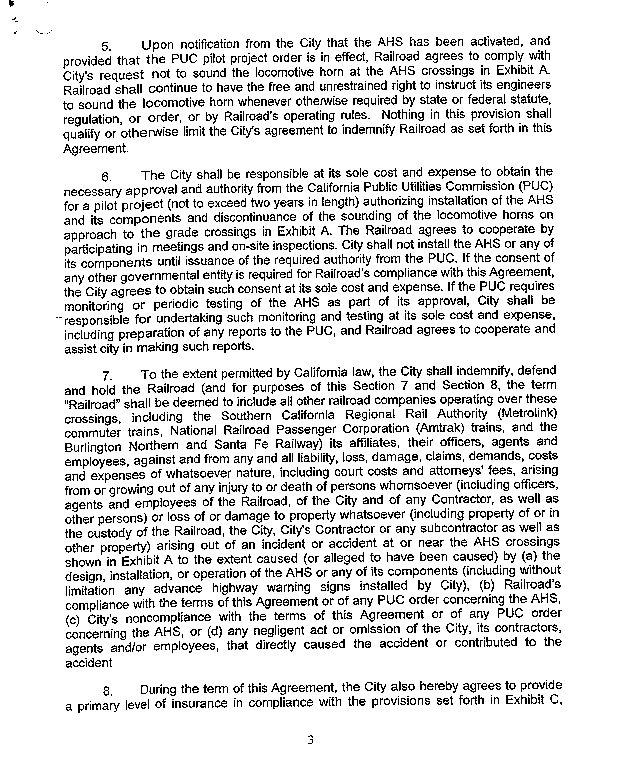 5. Upon notification from the City that the AHS has been activated, and
provided that the PUC pilot project order is in effect, Railroad agrees to comply with
City's request not to sound the locomotive horn at the AHS crossings in Exhibit A.
Railroad shall continue to have the free and unrestrained right to instruct its engineers
to sound the locomotive horn whenever otherwise required by state or federal statute,
regulation, or order, or by Railroad's operating rules. Nothing in this provision shall
qualify or otherwise limit the City's agreement to indemnify Railroad as set forth in this
Agreement.
6. The City shall be responsible at its sole cost and expense to obtain the
necessary approval and authority from the California Public Utilities Commission (PUC)
for a pilot project (not to exceed two years in length) authorizing installation of the AHS
and its components and discontinuance of the sounding of the locomotive horns on
approach to the grade crossings in Exhibit A. The Railroad agrees to cooperate by
participating in meetings and on-site inspections. City shall not install the AHS or any of
its components until issuance of the required authority from the PUC. If the consent of
any other governmental entity is required for Railroad's compliance with this Agreement,
the City agrees to obtain such consent at its sole cost and expense. If the PUC requires
monitoring or periodic testing of the AHS as part of its approval, City shall be
responsible for undertaking such monitoring and testing at its sole cost and expense,
including preparation of any reports to the PUC, and Railroad agrees to cooperate and
assist city in making such reports.
7. To the extent permitted by California law, the City shall indemnify, defend
and hold the Railroad (and for purposes of this Section 7 and Section 8, the term
"Railroad" shall be deemed to include all other railroad companies operating over these
crossings, including the Southern California Regional Rail Authority (Metrolink)
commuter trains, National Railroad Passenger Corporation (Amtrak) trains, and the
Burlington Northern and Santa Fe Railway) its affiliates, their officers, agents and
employees, against and from any and all liability, loss, damage, claims, demands, costs
and expenses of whatsoever nature, including court costs and attorneys' fees, arising
from or growing out of any injury to or death of persons whomsoever (including officers,
agents and employees of the Railroad, of the City and of any Contractor, as well as
other persons) or loss of or damage to property whatsoever (including property of or in
the custody of the Railroad, the City, City's Contractor or any subcontractor as well as
other property) arising out of an incident or accident at or near the AHS crossings
shown in Exhibit A to the extent caused (or alleged to have been caused) by (a) the
design, installation, or operation of the AHS or any of its components (including without
limitation any advance highway warning signs installed by City), (b) Railroad's
compliance with the terms of this Agreement or of any PUC order concerning the AHS,
(c) City's noncompliance with the terms of this Agreement or of any PUC order
concerning the AHS, or (d) any negligent act or omission of the City, its contractors,
agents and/or employees, that directly caused the accident or contributed to the
accident
8. During the term of this Agreement, the City also hereby agrees to provide
a primary level of insurance in compliance with the provisions set forth in Exhibit C,
3